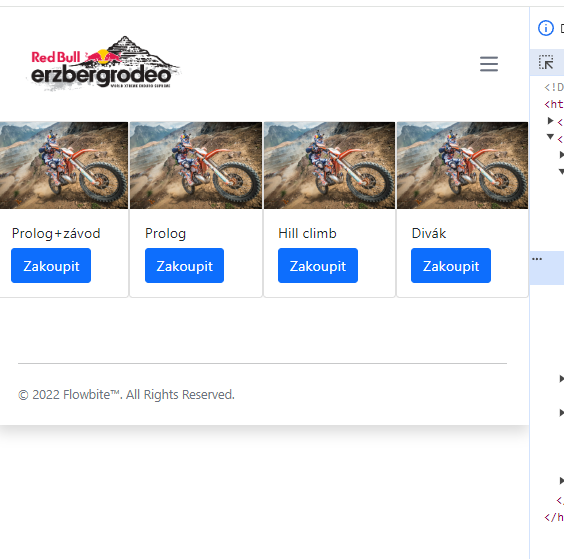 Red Bull
erzbergrodeo
WORLD XTREME ENDURO SUPREME
Prolog+závod
Prolog
Hill climb
Divák
Zakoupit
Zakoupit
Zakoupit
Zakoupit
© 2022 Flowbite™. All Rights Reserved.
<!D
<ht
<
<
...
</
</h